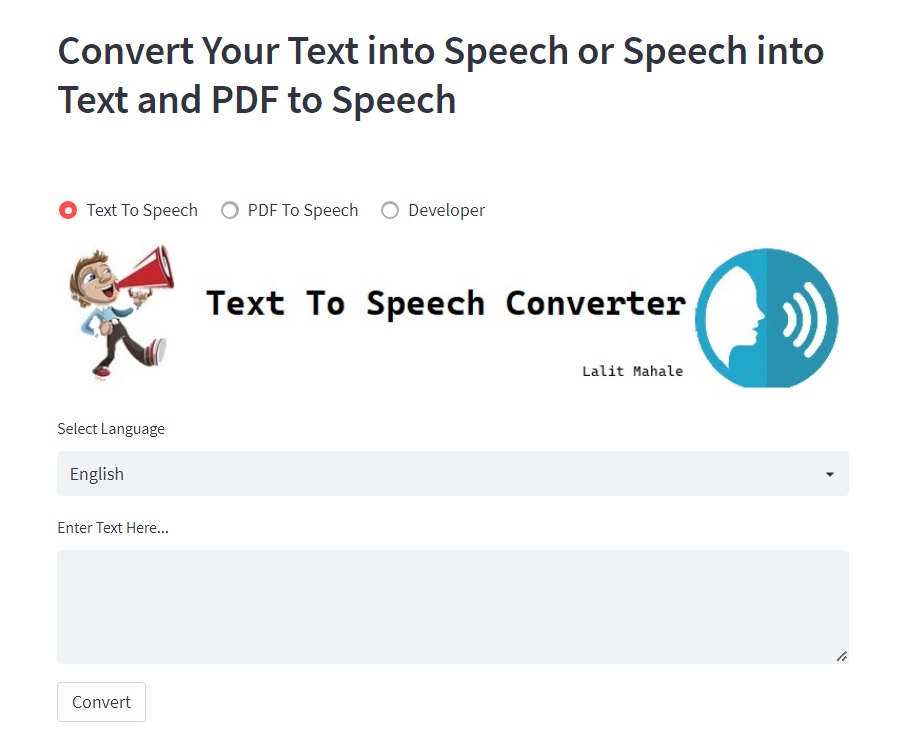 Convert Your Text into Speech or Speech into
Text and PDF to Speech
Text To Speech PDF To Speech Developer
Text To Speech Converter
Lalit Mahale
Select Language
English
Enter Text Here...
Convert